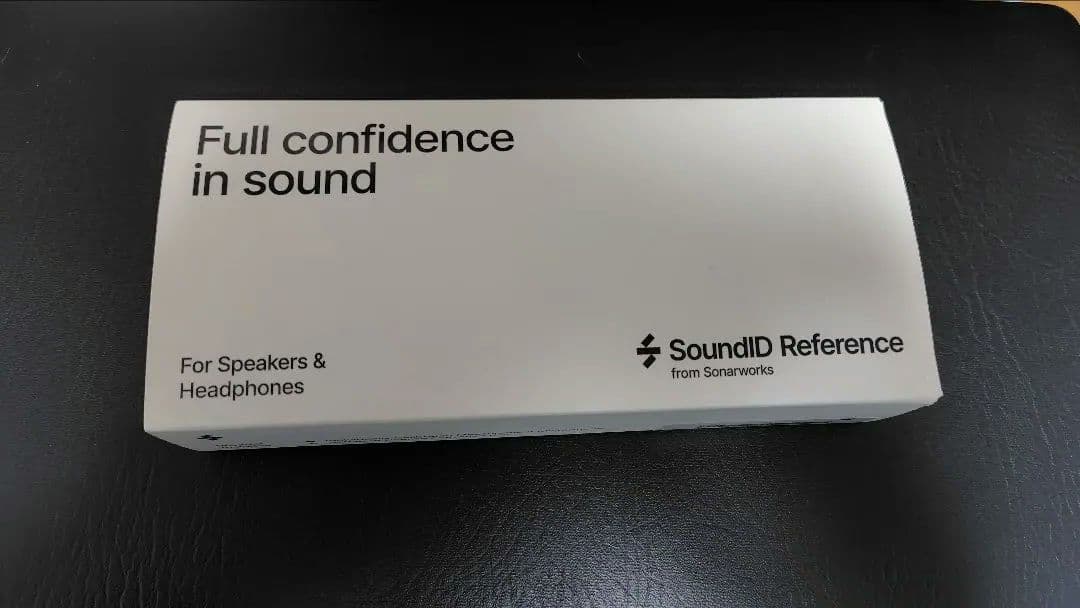 Full confidence
in sound
For Speakers &
Headphones
SoundID Reference
from Sonarworks